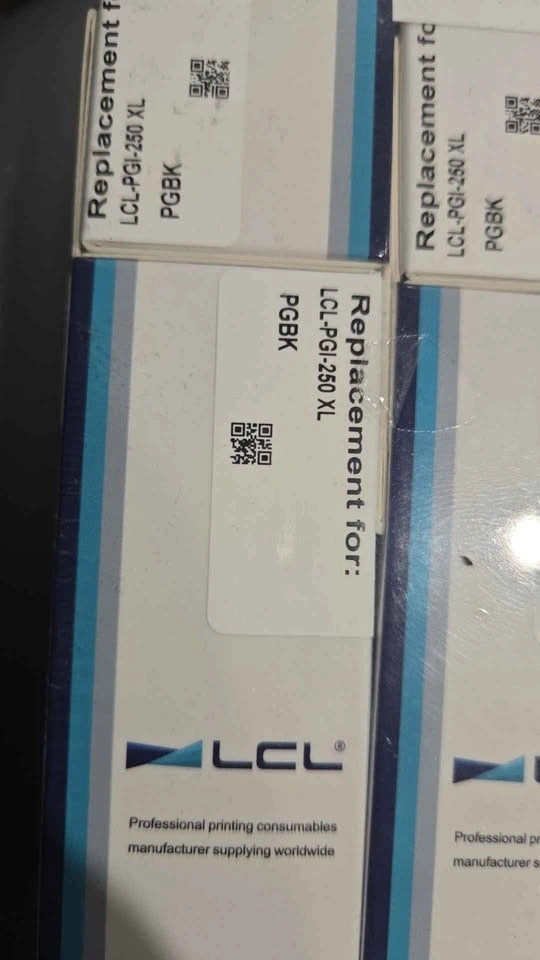 Replacement f
LCL-PGI-250 XL
PGBK
Replacement fo
LCL-PGI-250 XL
PGBK
Replacement for:
LCL-PGI-250 XL
PGBK
®
Professional printing consumables
manufacturer supplying worldwide
Professional pr
manufacturer s